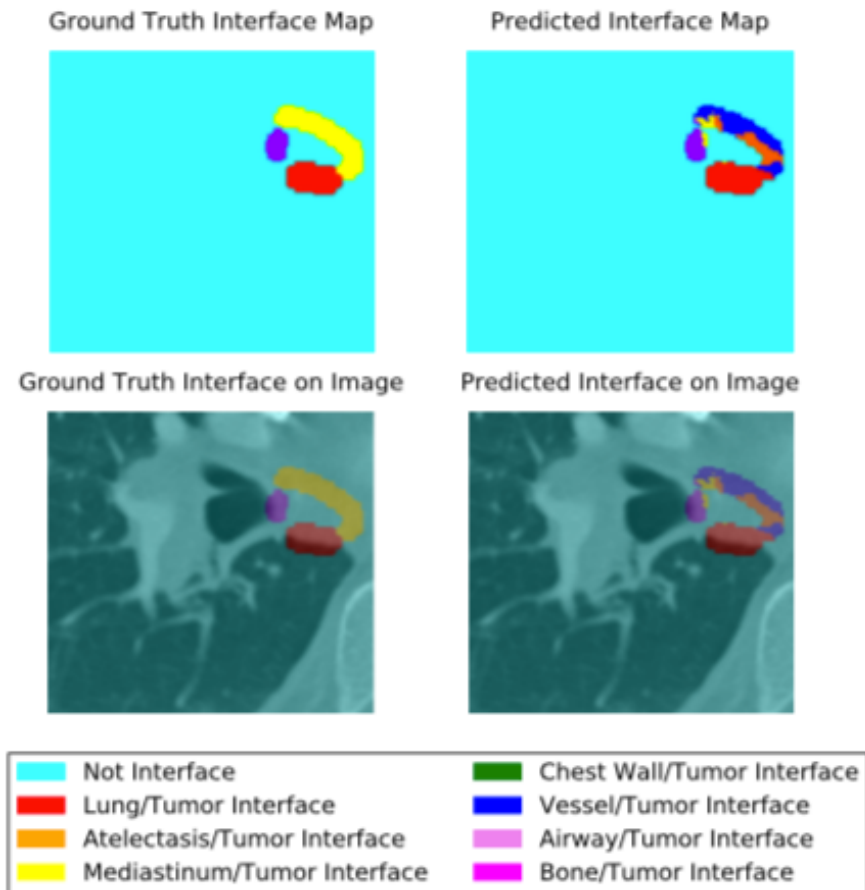 Ground Truth Interface Map
Predicted Interface Map
Ground Truth Interface on Image
Predicted Interface on Image
Not Interface
Lung/Tumor Interface
Atelectasis/Tumor Interface
Mediastinum/Tumor Interface
Chest Wall/Tumor Interface
Vessel/Tumor Interface
Airway/Tumor Interface
Bone/Tumor Interface